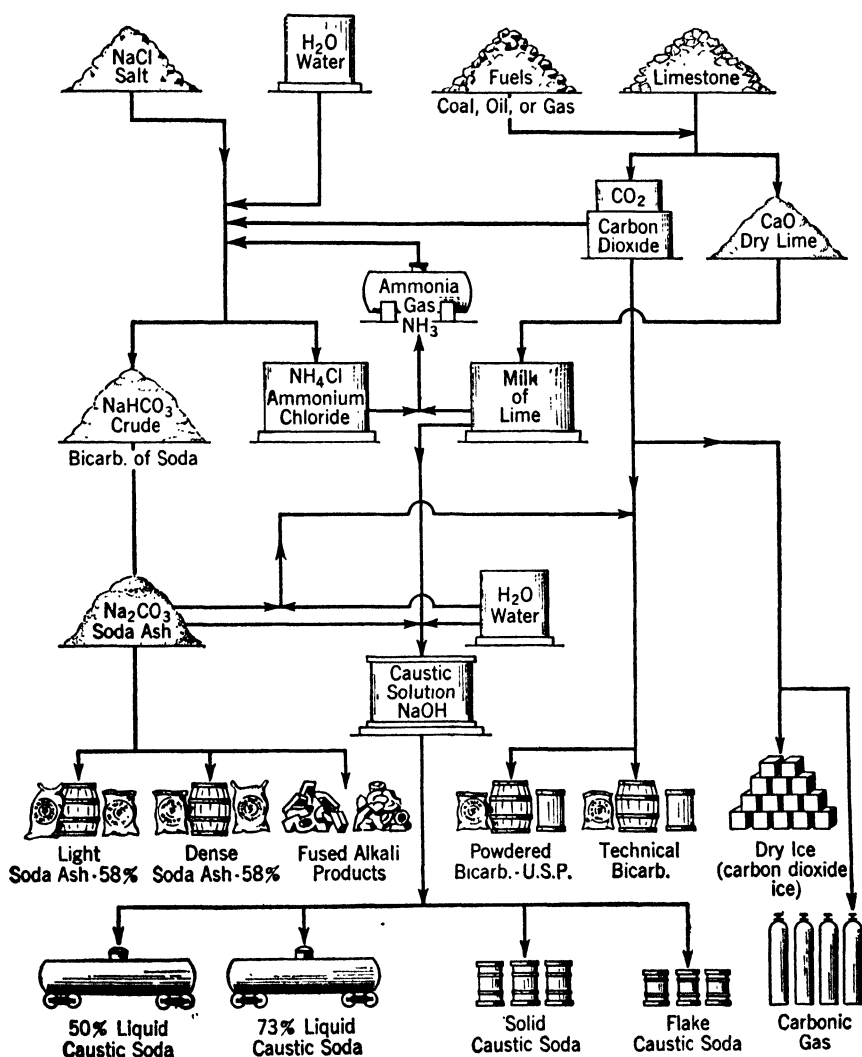 NaCl
Salt
H₂O
Water
Fuels
Coal, Oil, or Gas
Limestone
CO₂
Carbon
Dioxide
CaO
Dry Lime
Ammonia
Gas
NH₃
NaHCO₃
Crude
Bicarb. of Soda
NH₄Cl
Ammonium
Chloride
Milk
of
Lime
Na₂CO₃
Soda Ash
H₂O
Water
Caustic
Solution
NaOH
Light
Soda Ash·58%
Dense
Soda Ash·58%
Fused Alkali
Products
Powdered
Bicarb.-U.S.P.
Technical
Bicarb.
Dry Ice
(carbon dioxide
ice)
50% Liquid
Caustic Soda
73% Liquid
Caustic Soda
Solid
Caustic Soda
Flake
Caustic Soda
Carbonic
Gas